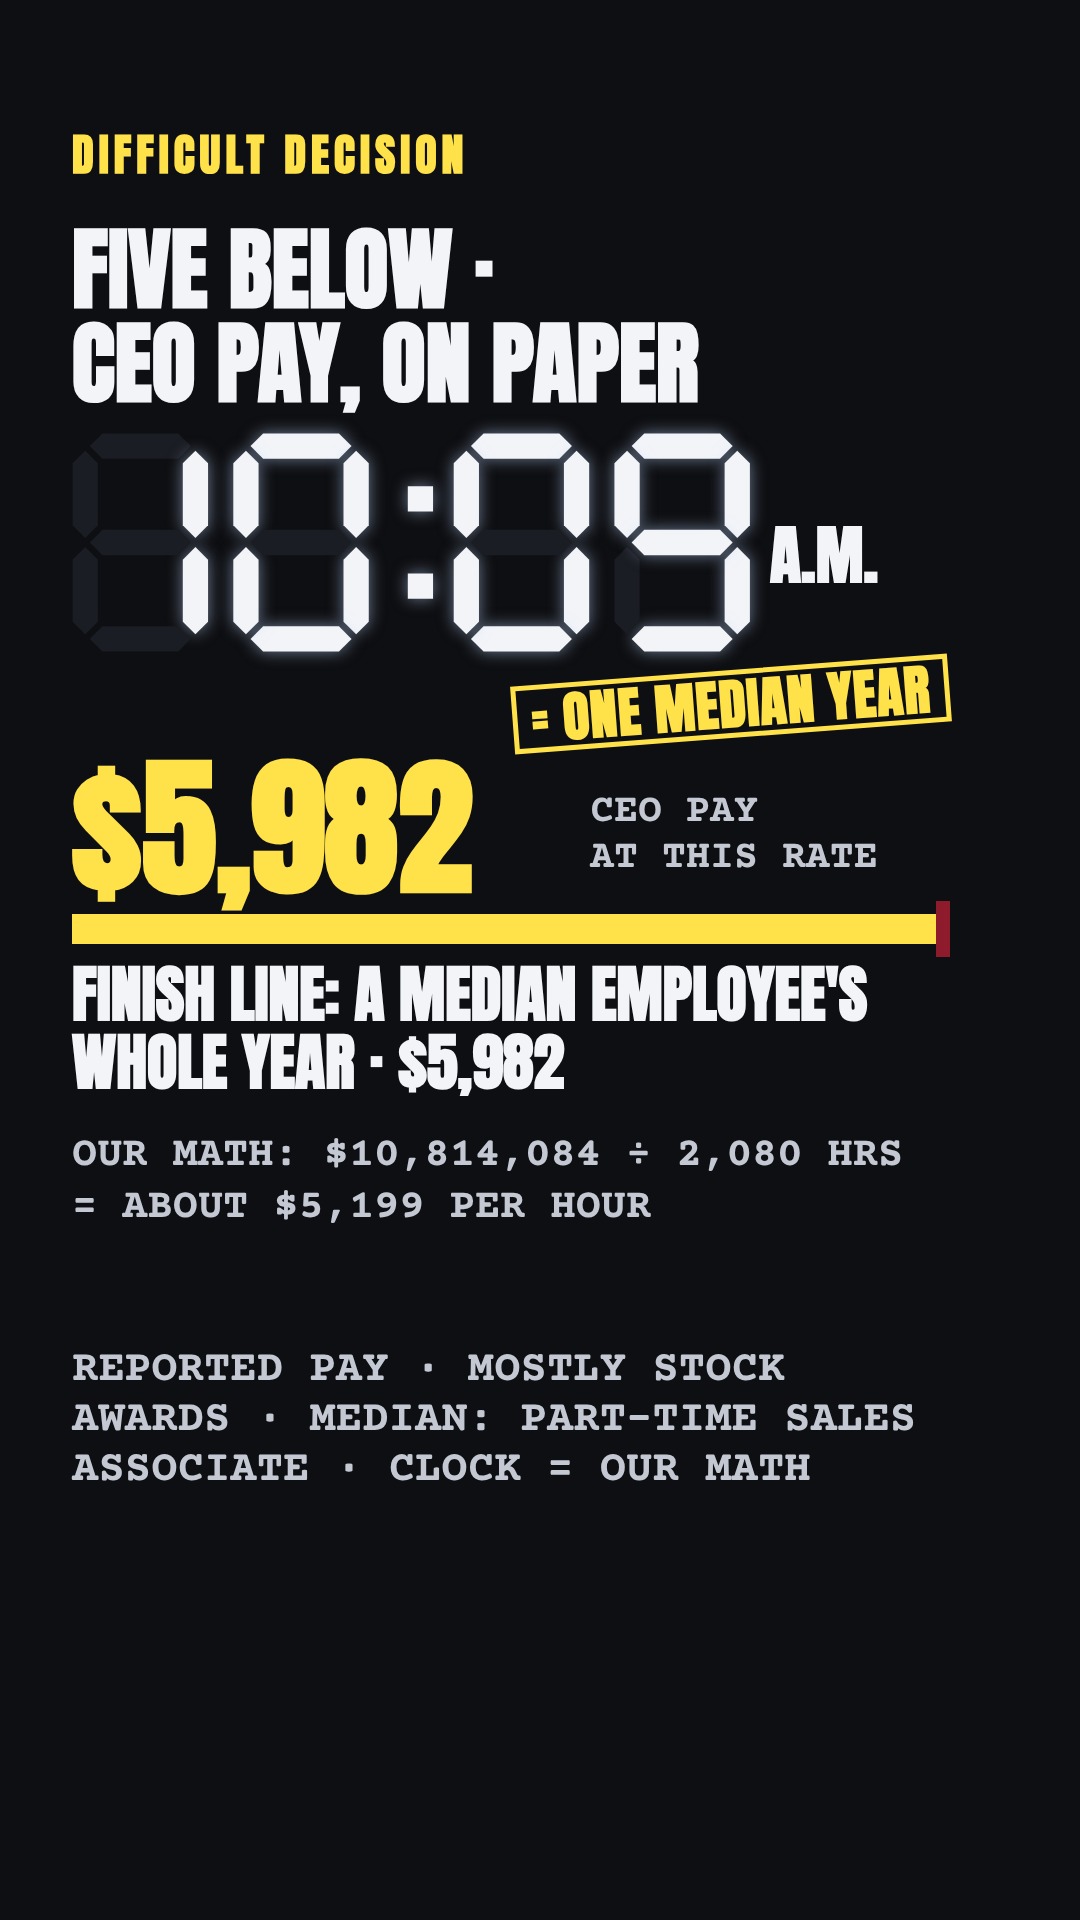 DIFFICULT DECISION
FIVE BELOW ·
CEO PAY, ON PAPER
10:09 A.M.
= ONE MEDIAN YEAR
$5,982
CEO PAY
AT THIS RATE
FINISH LINE: A MEDIAN EMPLOYEE'S
WHOLE YEAR · $5,982
OUR MATH: $10,814,084 ÷ 2,080 HRS
= ABOUT $5,199 PER HOUR
REPORTED PAY · MOSTLY STOCK
AWARDS · MEDIAN: PART-TIME SALES
ASSOCIATE · CLOCK = OUR MATH